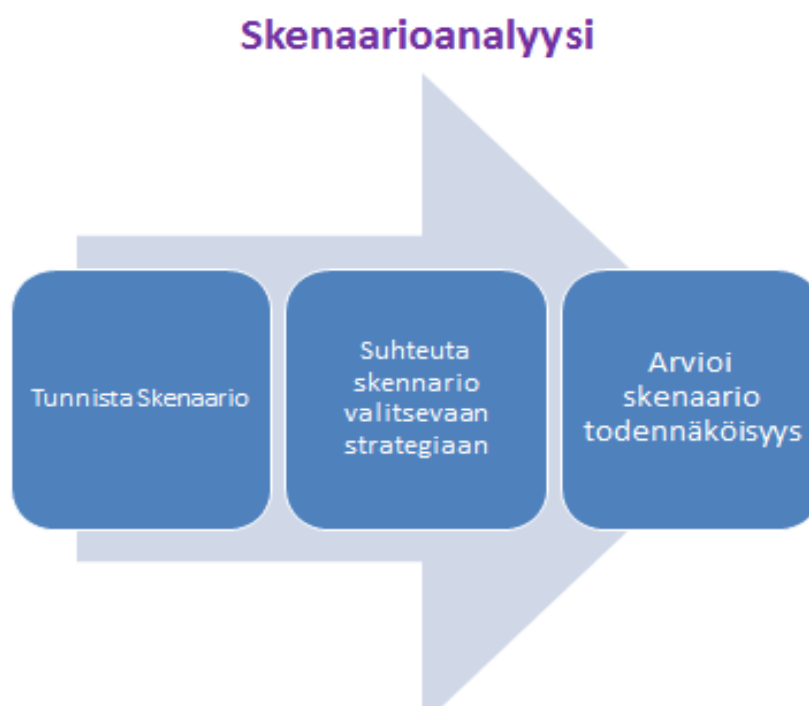 Skenaarioanalyysi
Tunnista Skenaario
Suhteuta
skennario
valitsevaan
strategiaan
Arvioi
skenaario
todennäköisyys